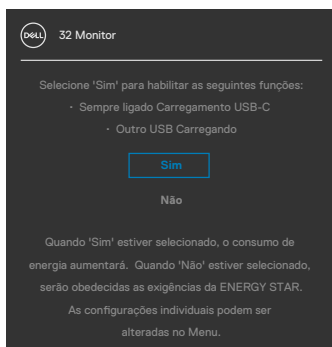 DELL 32 Monitor
Selecione 'Sim' para habilitar as seguintes funções:
· Sempre ligado Carregamento USB-C
· Outro USB Carregando
Sim
Não
Quando 'Sim' estiver selecionado, o consumo de
energia aumentará. Quando 'Não' estiver selecionado,
serão obedecidas as exigências da ENERGY STAR.
As configurações individuais podem ser
alteradas no Menu.